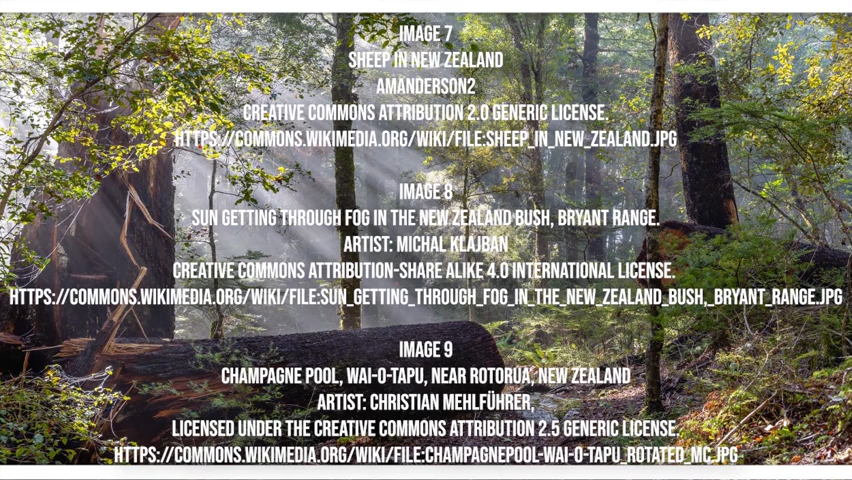 IMAGE 7
SHEEP IN NEW ZEALAND
AMANDERSON2
CREATIVE COMMONS ATTRIBUTION 2.0 GENERIC LICENSE.
HTTPS://COMMONS.WIKIMEDIA.ORG/WIKI/FILE:SHEEP_IN_NEW_ZEALAND.JPG
IMAGE 8
SUN GETTING THROUGH FOG IN THE NEW ZEALAND BUSH, BRYANT RANGE.
ARTIST: MICHAL KLAJBAN
CREATIVE COMMONS ATTRIBUTION-SHARE ALIKE 4.0 INTERNATIONAL LICENSE.
HTTPS://COMMONS.WIKIMEDIA.ORG/WIKI/FILE:SUN_GETTING_THROUGH_FOG_IN_THE_NEW_ZEALAND_BUSH,_BRYANT_RANGE.JPG
IMAGE 9
CHAMPAGNE POOL, WAI-O-TAPU, NEAR ROTORUA, NEW ZEALAND
ARTIST: CHRISTIAN MEHLFÜHRER,
LICENSED UNDER THE CREATIVE COMMONS ATTRIBUTION 2.5 GENERIC LICENSE.
HTTPS://COMMONS.WIKIMEDIA.ORG/WIKI/FILE:CHAMPAGNEPOOL-WAI-O-TAPU_ROTATED_MC.JPG